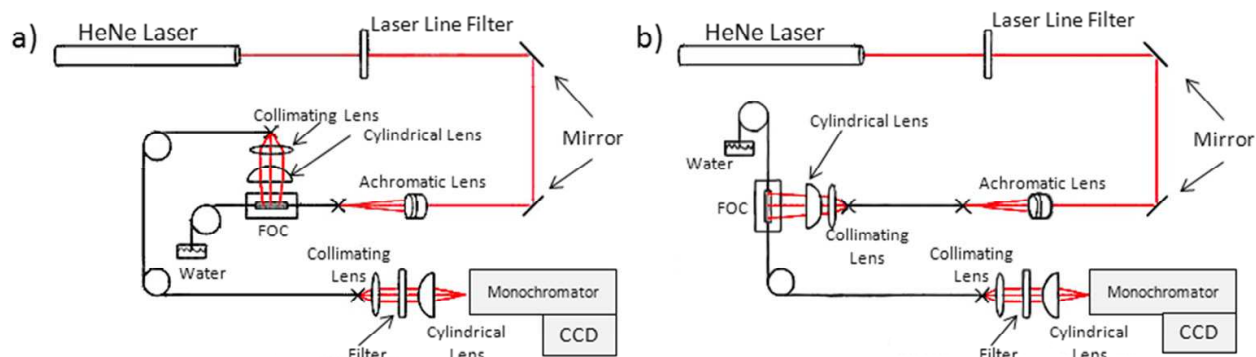 a)
HeNe Laser
Laser Line Filter
Collimating Lens
Cylindrical Lens
Mirror
Achromatic Lens
FOC
Water
Collimating
Lens
Monochromator
CCD
Filter
Cylindrical
Lens
b)
HeNe Laser
Laser Line Filter
Cylindrical Lens
Water
Mirror
Achromatic Lens
FOC
Collimating
Lens
Collimating
Lens
Monochromator
CCD
Filter
Cylindrical
Lens